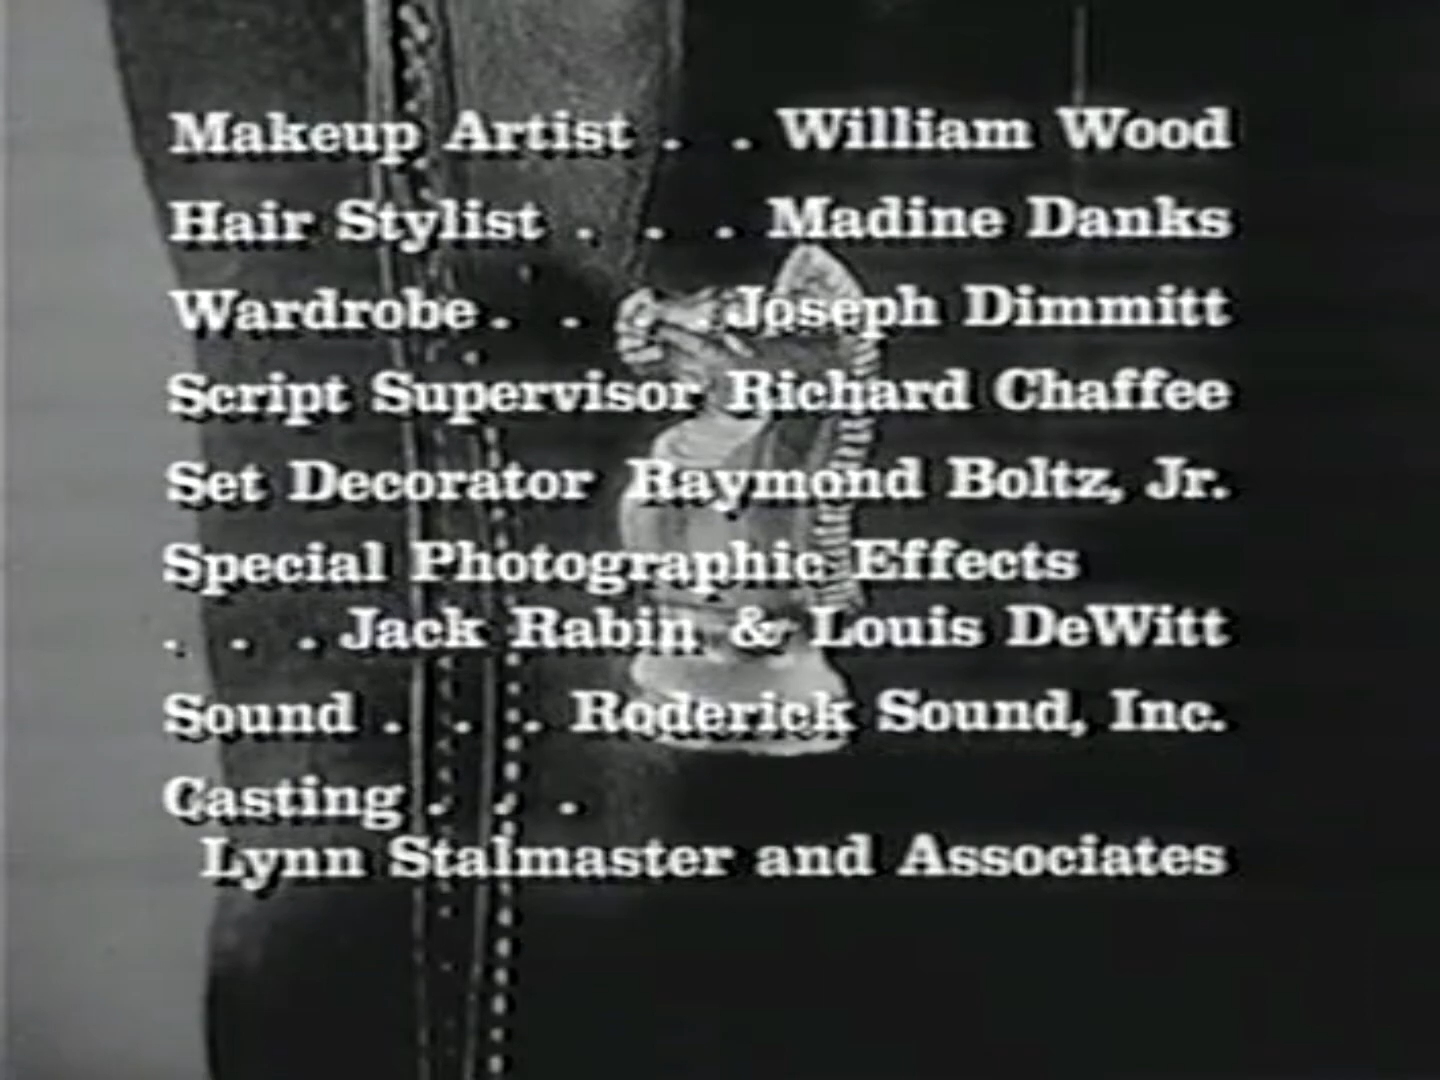 Makeup Artist . . William Wood
Hair Stylist . . . Madine Danks
Wardrobe . . . . Joseph Dimmitt
Script Supervisor Richard Chaffee
Set Decorator Raymond Boltz, Jr.
Special Photographic Effects
. . . Jack Rabin & Louis DeWitt
Sound . . . Roderick Sound, Inc.
Casting . . .
Lynn Stalmaster and Associates